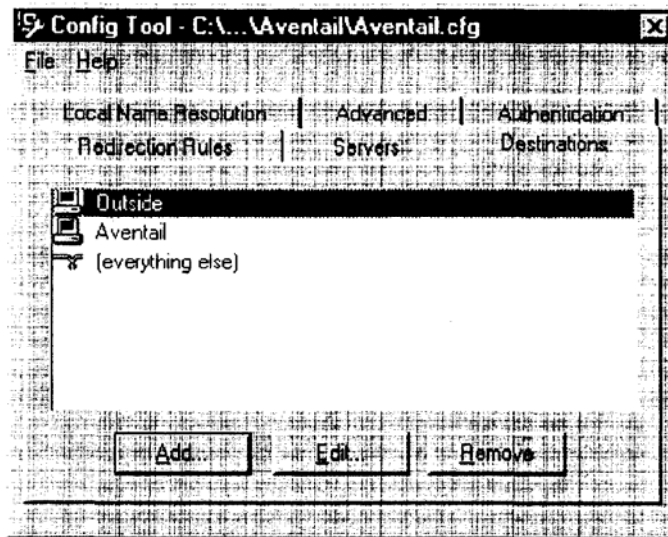 Config Tool - C:\...\Aventail\Aventail.cfg
File Help
Local Name Resolution Advanced Authentication
Redirection Rules Servers Destinations
Outside
Aventail
(everything else)
Add... Edit... Remove